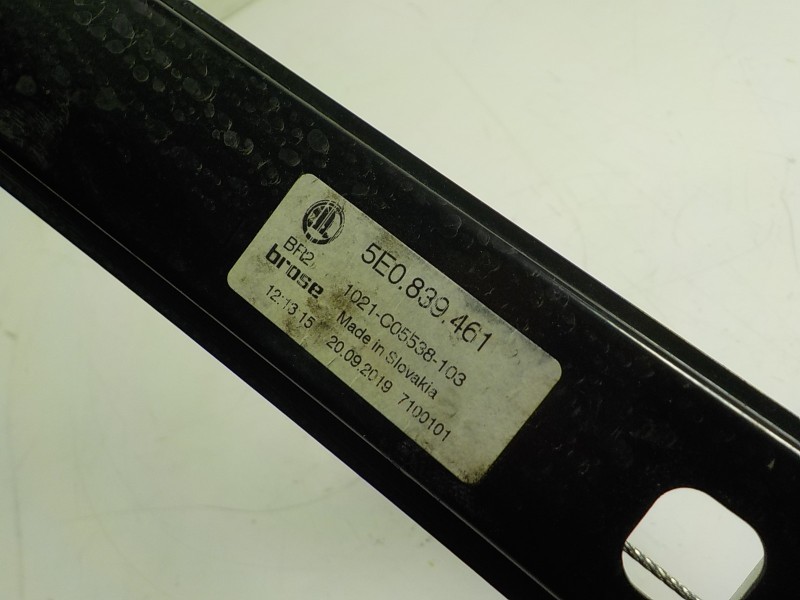 5E0.839.461
BR2
brose
1021-C05538-103
Made in Slovakia
12:13:15 20.09.2019 7100101